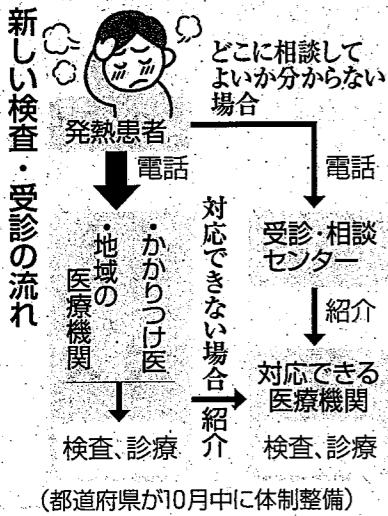 新しい検査・受診の流れ
発熱患者
どこに相談して
よいか分からない
場合
電話
電話
・かかりつけ医
・地域の
医療機関
対応できない場合
紹介
受診・相談
センター
紹介
対応できる
医療機関
検査、診療
検査、診療
(都道府県が10月中に体制整備)